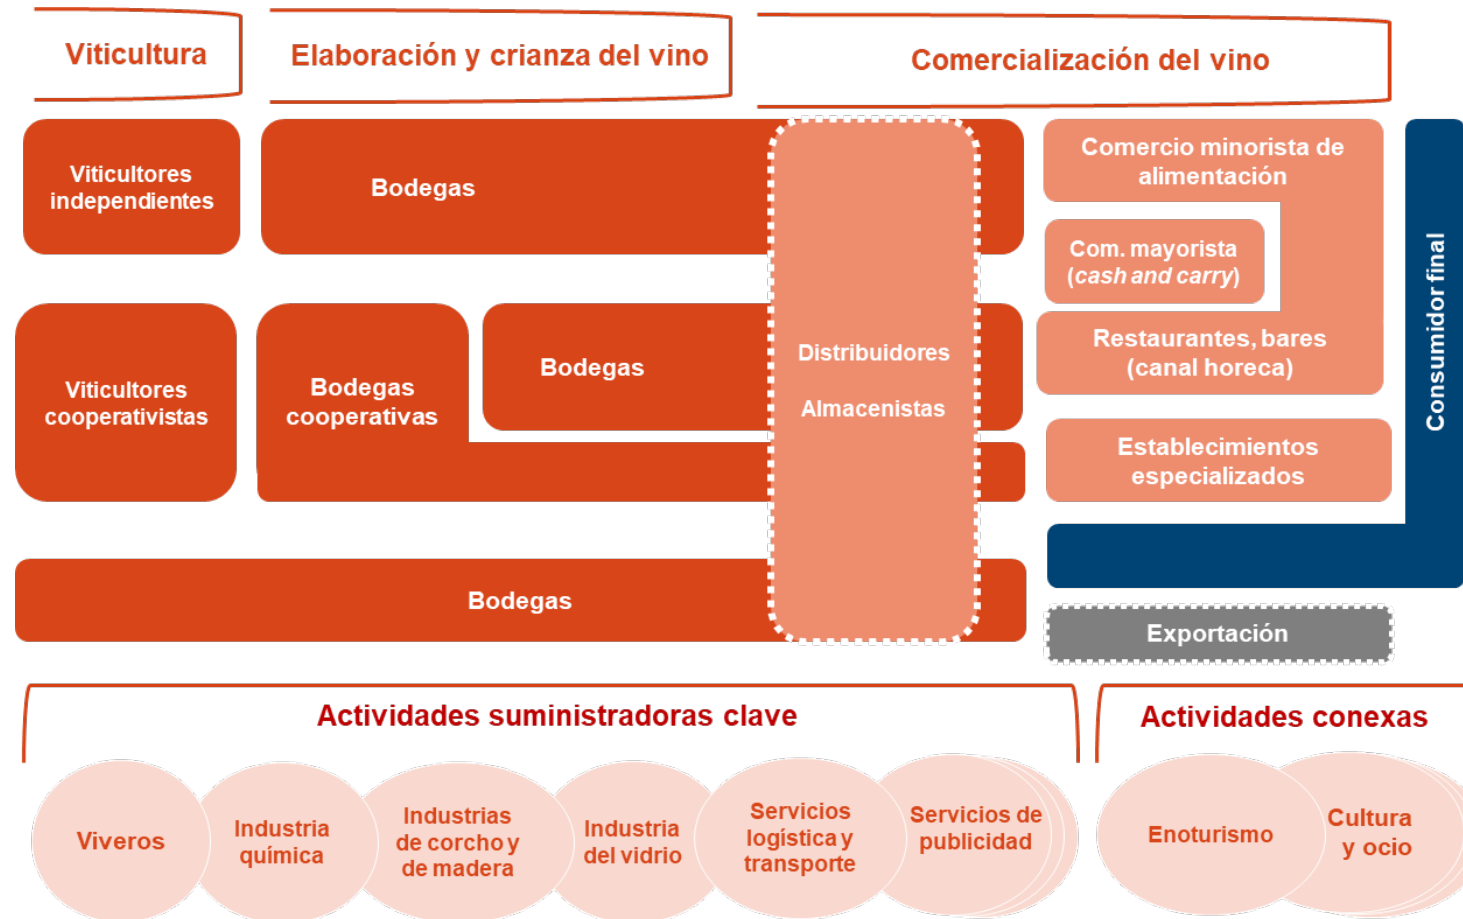 Viticultura
Elaboración y crianza del vino
Comercialización del vino
Viticultores
independientes
Bodegas
Comercio minorista de
alimentación
Com. mayorista
(cash and carry)
Viticultores
cooperativistas
Bodegas
cooperativas
Bodegas
Distribuidores
Almacenistas
Restaurantes, bares
(canal horeca)
Establecimientos
especializados
Consumidor final
Bodegas
Exportación
Actividades suministradoras clave
Actividades conexas
Viveros
Industria
química
Industrias
de corcho y
de madera
Industria
del vidrio
Servicios
logística y
transporte
Servicios de
publicidad
Enoturismo
Cultura
y ocio